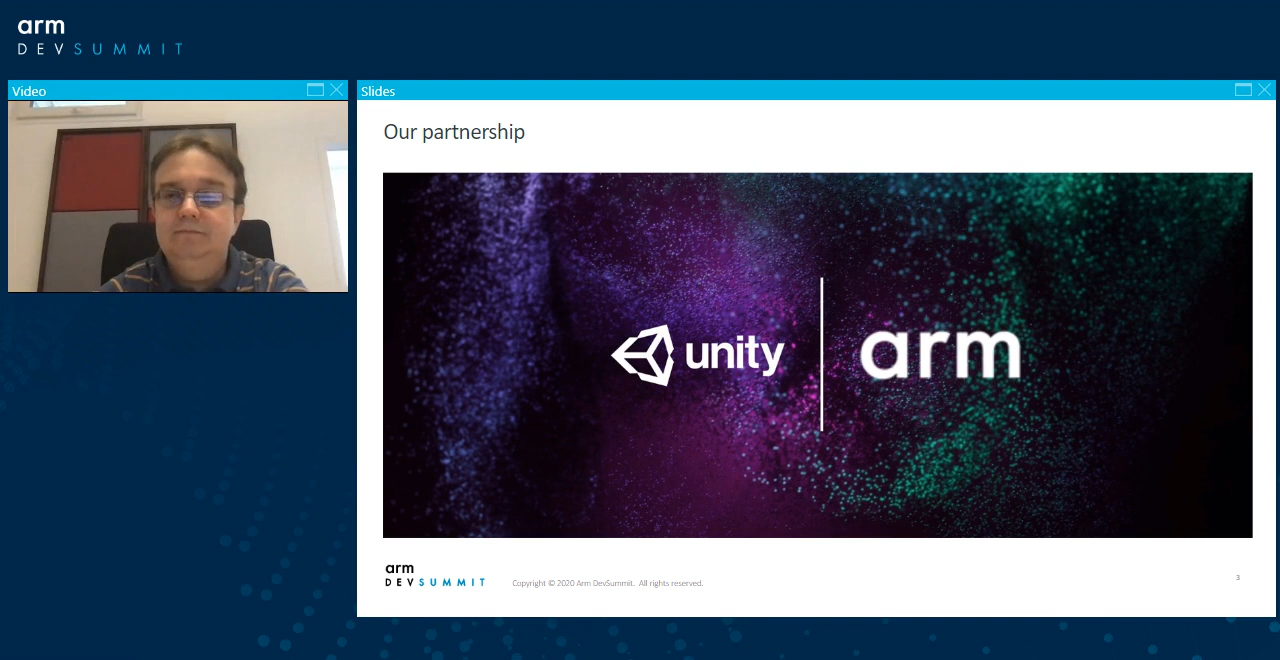 arm
DEVSUMMIT
Video
Slides
Our partnership
unity
arm
arm
DEVSUMMIT
Copyright © 2020 Arm DevSummit. All rights reserved.
3